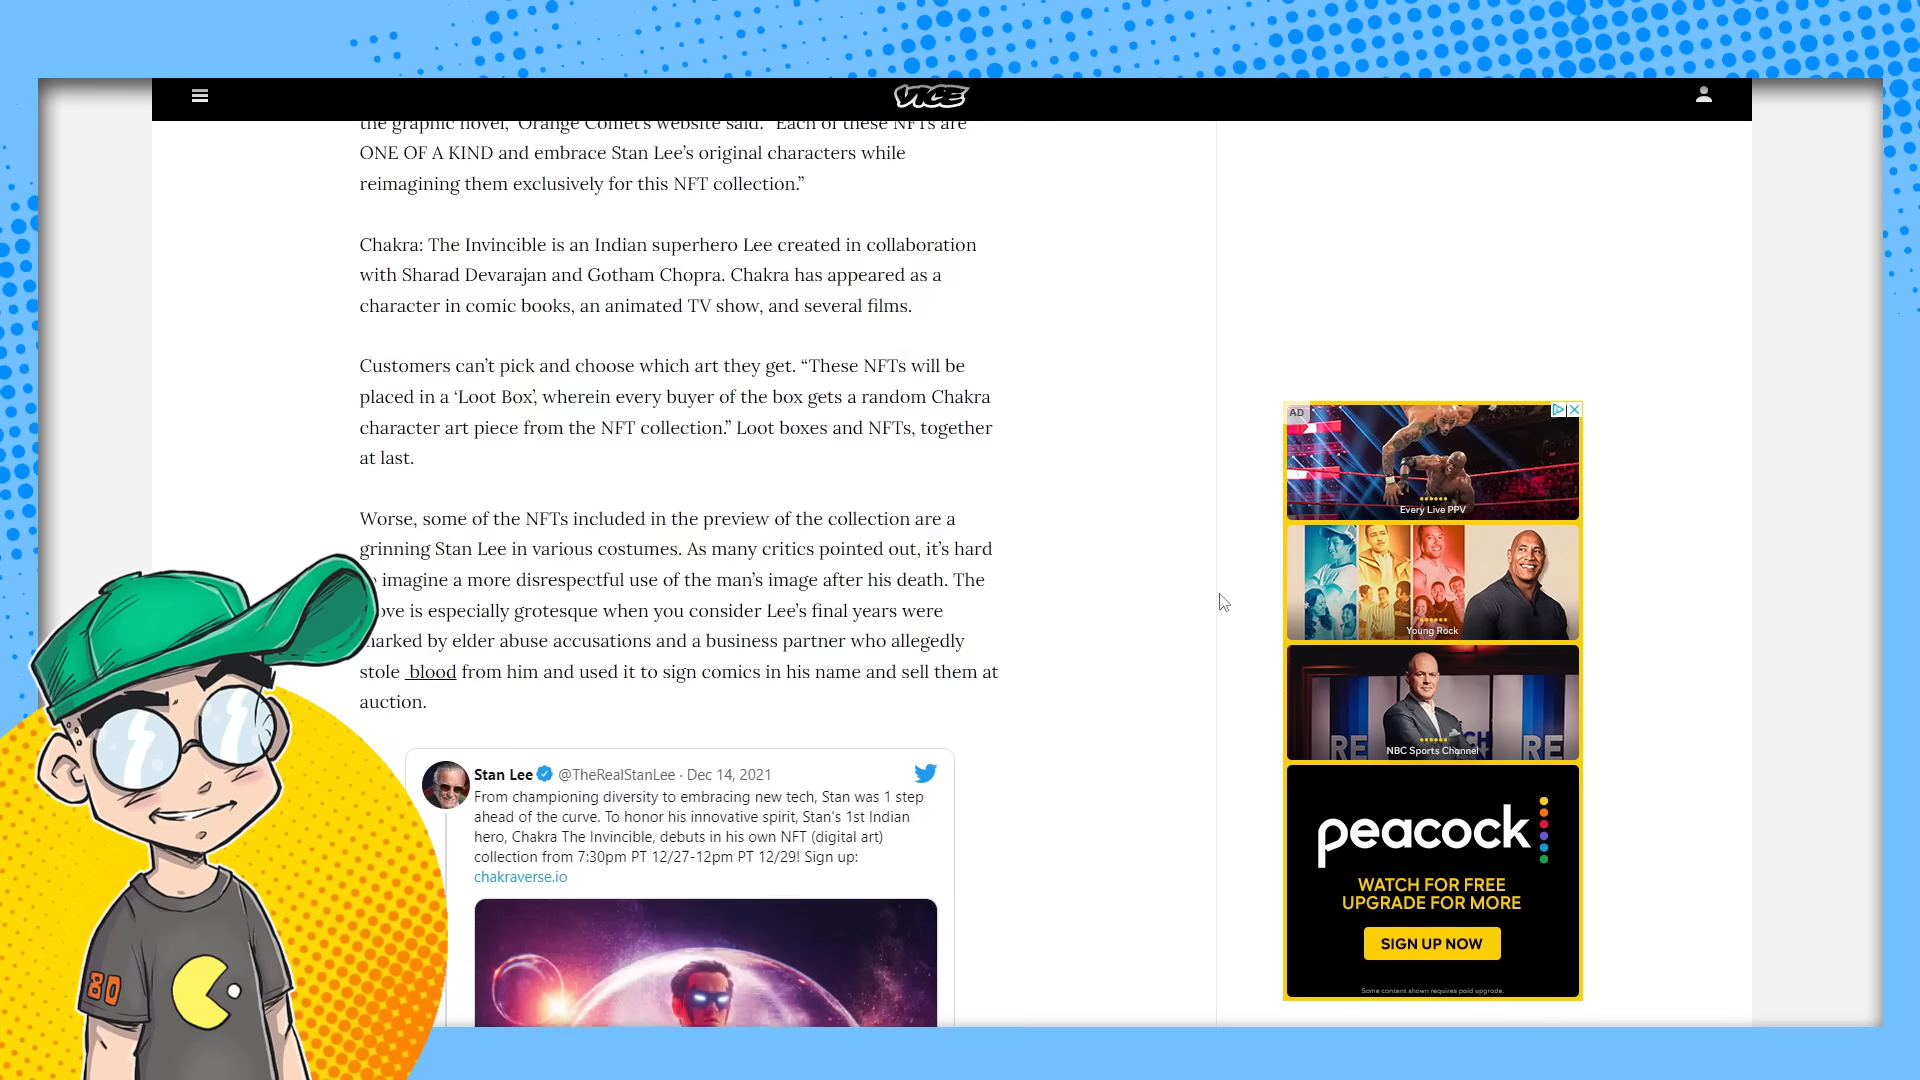 VICE
the graphic novel,” Orange Comet’s website said. “Each of these NFTs are
ONE OF A KIND and embrace Stan Lee’s original characters while
reimagining them exclusively for this NFT collection.”
Chakra: The Invincible is an Indian superhero Lee created in collaboration
with Sharad Devarajan and Gotham Chopra. Chakra has appeared as a
character in comic books, an animated TV show, and several films.
Customers can’t pick and choose which art they get. “These NFTs will be
placed in a ‘Loot Box’, wherein every buyer of the box gets a random Chakra
character art piece from the NFT collection.” Loot boxes and NFTs, together
at last.
Worse, some of the NFTs included in the preview of the collection are a
grinning Stan Lee in various costumes. As many critics pointed out, it’s hard
imagine a more disrespectful use of the man’s image after his death. The
ove is especially grotesque when you consider Lee’s final years were
marked by elder abuse accusations and a business partner who allegedly
stole blood from him and used it to sign comics in his name and sell them at
auction.
Stan Lee @TheRealStanLee · Dec 14, 2021
From championing diversity to embracing new tech, Stan was 1 step
ahead of the curve. To honor his innovative spirit, Stan's 1st Indian
hero, Chakra The Invincible, debuts in his own NFT (digital art)
collection from 7:30pm PT 12/27-12pm PT 12/29! Sign up:
chakraverse.io
AD
Every Live PPV
Young Rock
RE RE
NBC Sports Channel
peacock
WATCH FOR FREE
UPGRADE FOR MORE
SIGN UP NOW
Some content shown requires paid upgrade.
80